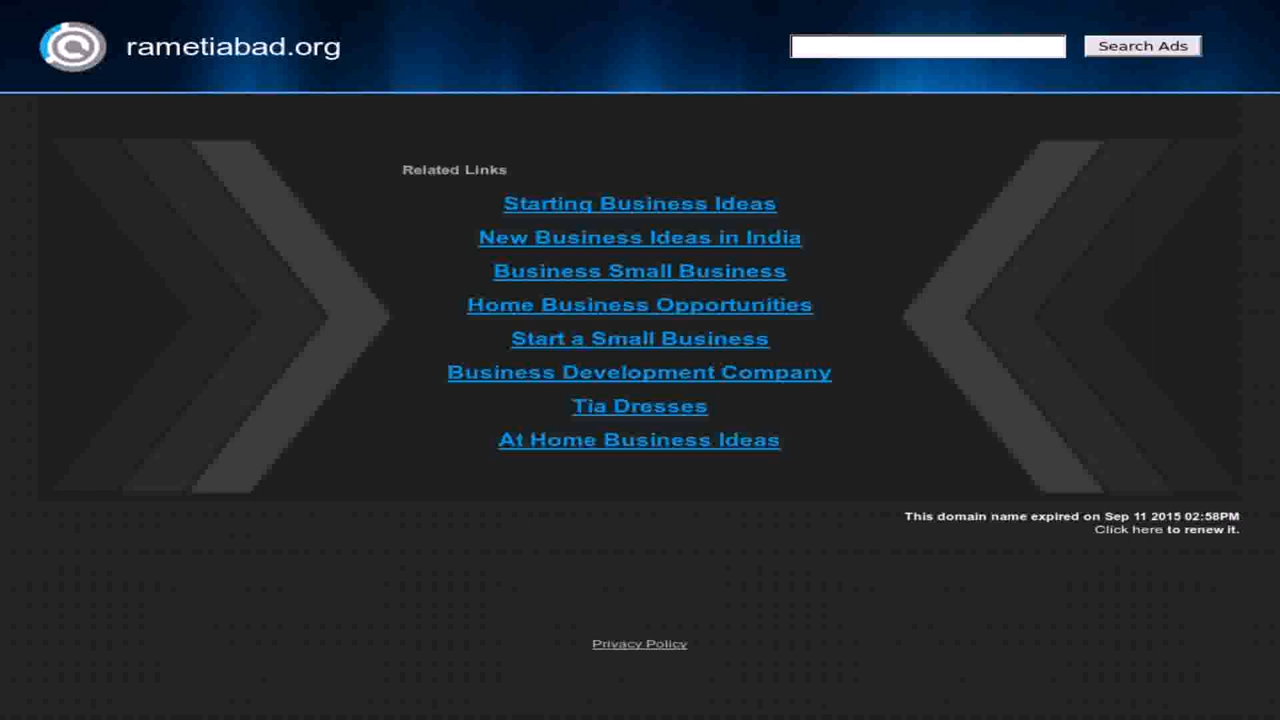 rametiabad.org
Search Ads
Related Links
Starting Business Ideas
New Business Ideas in India
Business Small Business
Home Business Opportunities
Start a Small Business
Business Development Company
Tia Dresses
At Home Business Ideas
This domain name expired on Sep 11 2015 02:58PM
Click here to renew it.
Privacy Policy